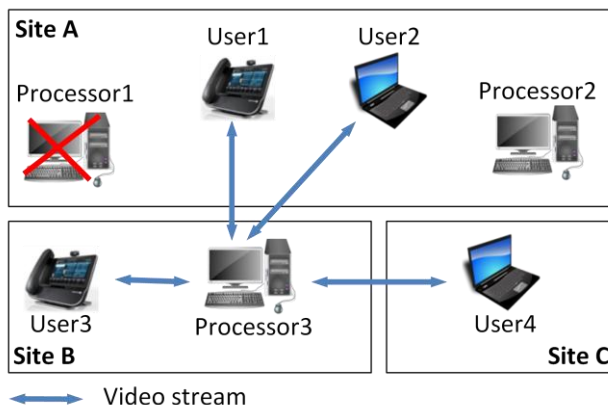 Site A
User1
User2
Processor1
Processor2
User3
Processor3
User4
Site B
Site C
Video stream